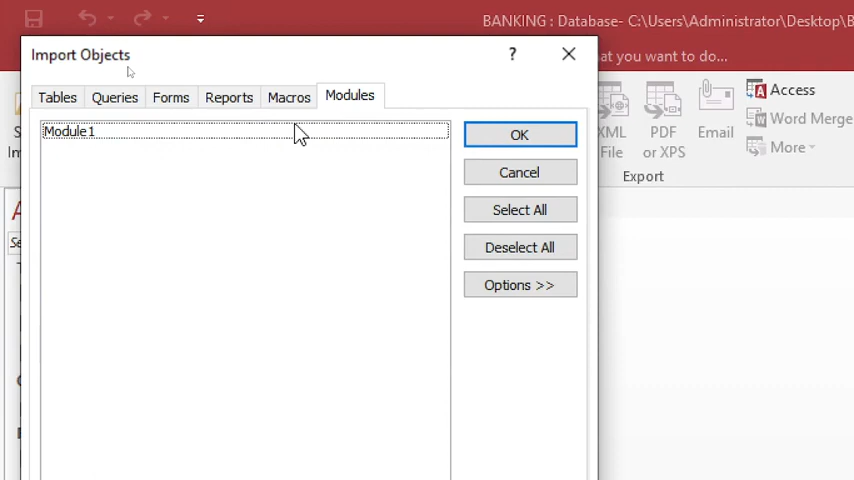 BANKING : Database- C:\Users\Administrator\Desktop\B
Import Objects
?
at you want to do...
Tables Queries Forms Reports Macros Modules
Module1
OK
Cancel
Select All
Deselect All
Options >>
XML File
PDF or XPS
Email
Access
Word Merge
More
Export